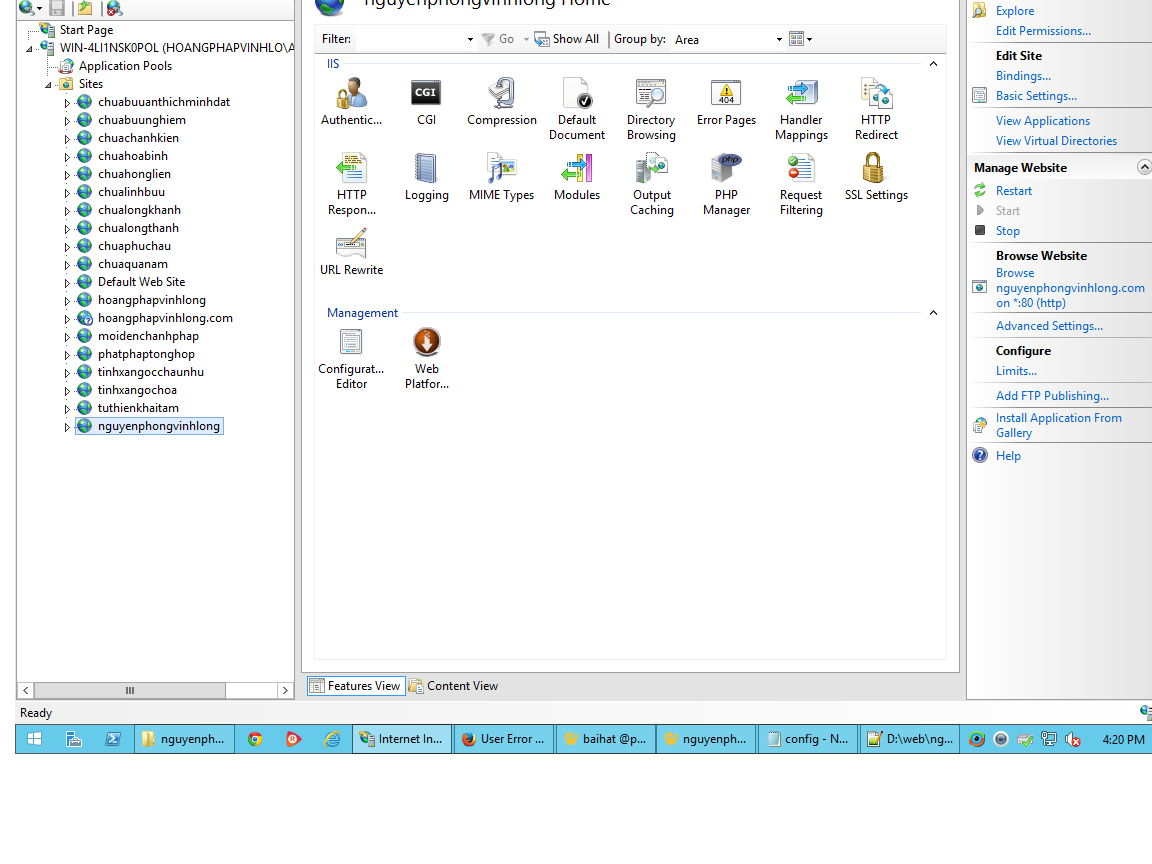 nguyenphongvinhlong Home
Filter:
Go
Show All
Group by:
Area
Start Page
WIN-4LI1NSK0POL (HOANGPHAPVINHLO\A
Application Pools
Sites
chuabuuanthichminhdat
chuabuunghiem
chuachanhkien
chuahoabinh
chuahonglien
chualinhbuu
chualongkhanh
chualongthanh
chuaphuchau
chuaquanam
Default Web Site
hoangphapvinhlong
hoangphapvinhlong.com
moidenchanhphap
phatphaptonghop
tinhxangocchaunhu
tinhxangochoa
tuthienkhaitam
nguyenphongvinhlong
IIS
Authentic...
CGI
CGI
Compression
Default
Document
Directory
Browsing
404
Error Pages
Handler
Mappings
HTTP
Redirect
HTTP
Respon...
Logging
MIME Types
Modules
Output
Caching
php
PHP
Manager
Request
Filtering
SSL Settings
URL Rewrite
Management
Configurat...
Editor
Web
Platfor...
Features View
Content View
Explore
Edit Permissions...
Edit Site
Bindings...
Basic Settings...
View Applications
View Virtual Directories
Manage Website
Restart
Start
Stop
Browse Website
Browse
nguyenphongvinhlong.com
on *:80 (http)
Advanced Settings...
Configure
Limits...
Add FTP Publishing...
Install Application From
Gallery
Help
Ready
nguyenph...
Internet In...
User Error ...
baihat @p...
nguyenph...
config - N...
D:\web\ng...
4:20 PM